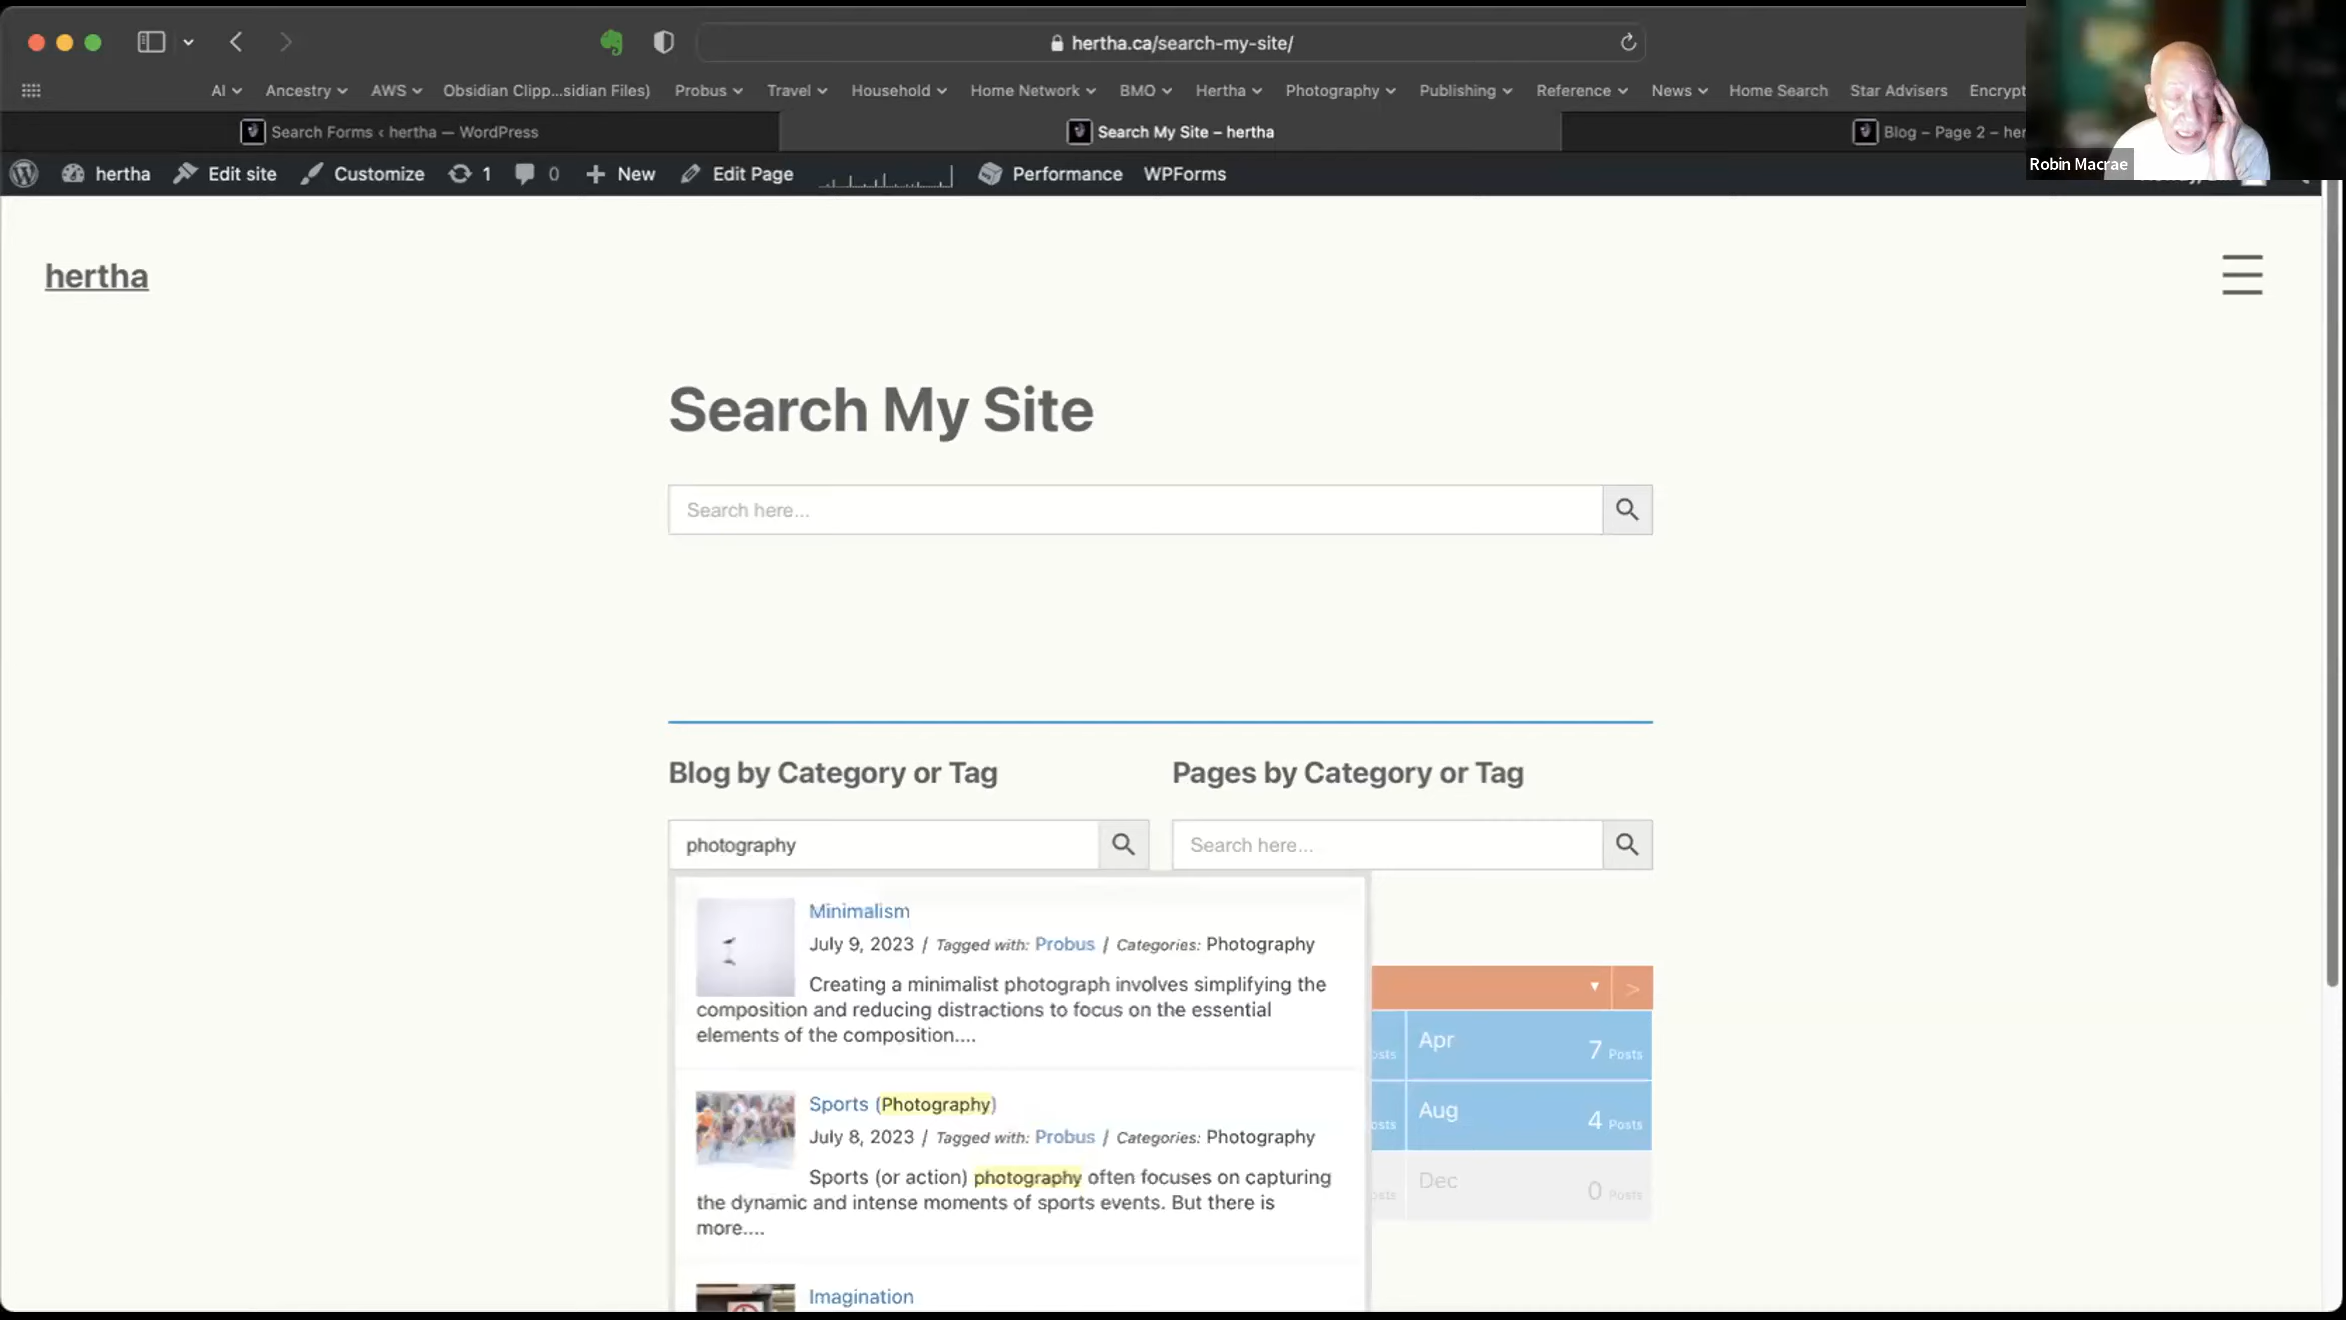 hertha.ca/search-my-site/
AI Ancestry AWS Obsidian Clipp...sidian Files) Probus Travel Household Home Network BMO Hertha Photography Publishing Reference News Home Search Star Advisers Encrypt
Search Forms ‹ hertha — WordPress Search My Site – hertha Blog – Page 2 – her
Robin Macrae
hertha Edit site Customize 1 0 New Edit Page Performance WPForms
hertha
Search My Site
Search here...
Blog by Category or Tag Pages by Category or Tag
photography Search here...
Minimalism
July 9, 2023 / Tagged with: Probus / Categories: Photography
Creating a minimalist photograph involves simplifying the
composition and reducing distractions to focus on the essential
elements of the composition....
>
osts Apr 7 Posts
Sports (Photography)
July 8, 2023 / Tagged with: Probus / Categories: Photography
osts Aug 4 Posts
Sports (or action) photography often focuses on capturing
the dynamic and intense moments of sports events. But there is
more....
osts Dec 0 Posts
Imagination